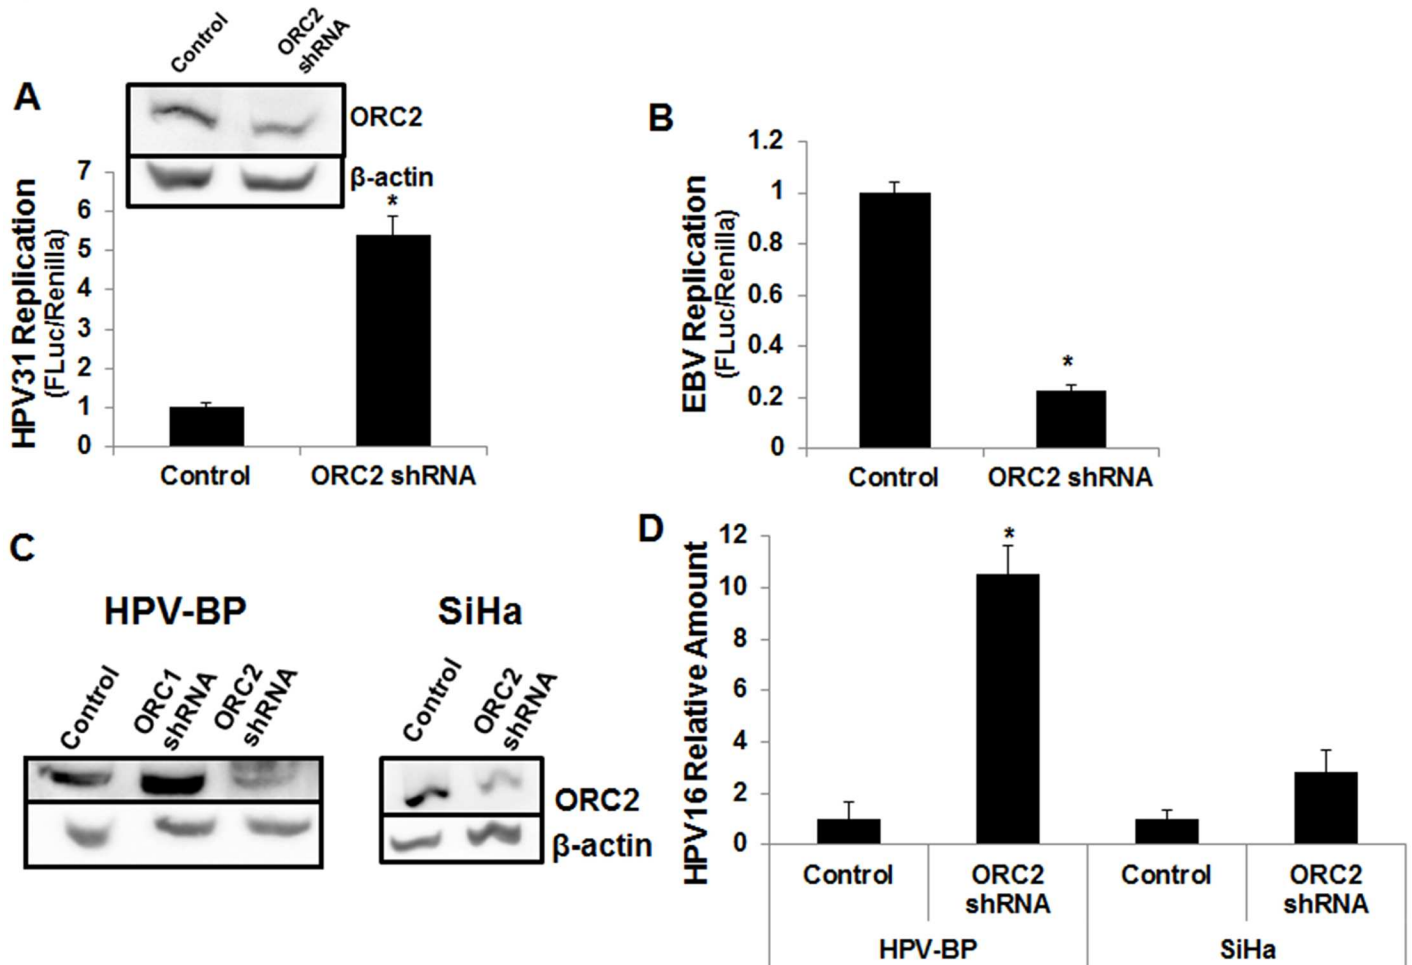 A
Control
ORC2
shRNA
ORC2
β-actin
HPV31 Replication
(FLuc/Renilla)
7
6
5
4
3
2
1
0
*
Control
ORC2 shRNA
B
EBV Replication
(FLuc/Renilla)
1.2
1
0.8
0.6
0.4
0.2
0
*
Control
ORC2 shRNA
C
HPV-BP
Control
ORC1
shRNA
ORC2
shRNA
SiHa
Control
ORC2
shRNA
ORC2
β-actin
D
HPV16 Relative Amount
12
10
8
6
4
2
0
*
Control
ORC2
shRNA
Control
ORC2
shRNA
HPV-BP
SiHa